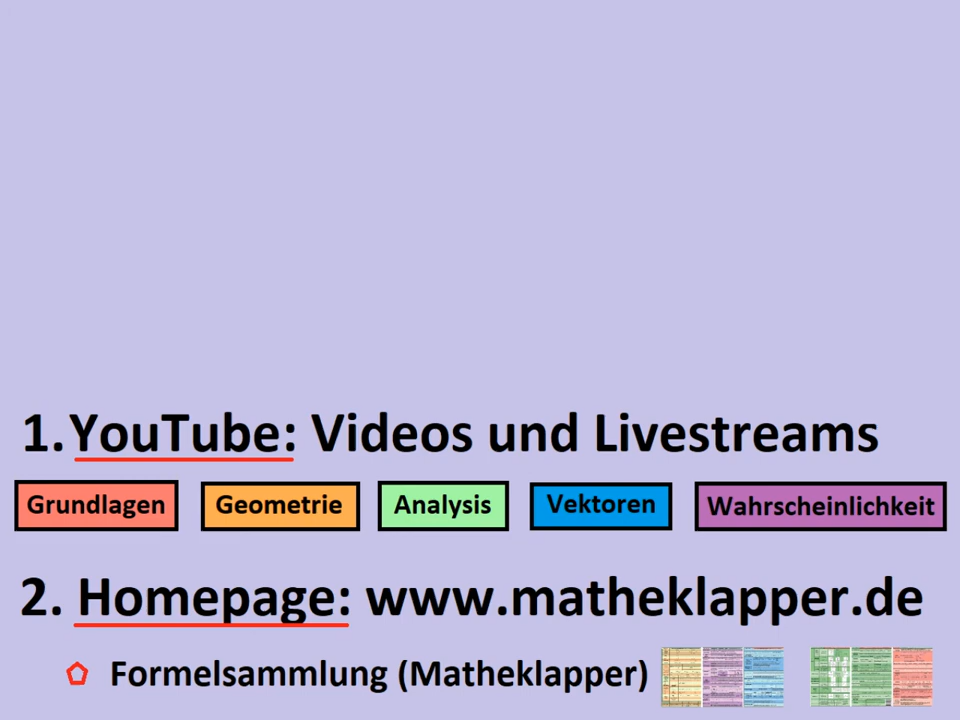 1. YouTube: Videos und Livestreams
Grundlagen Geometrie Analysis Vektoren Wahrscheinlichkeit
2. Homepage: www.matheklapper.de
Formelsammlung (Matheklapper)